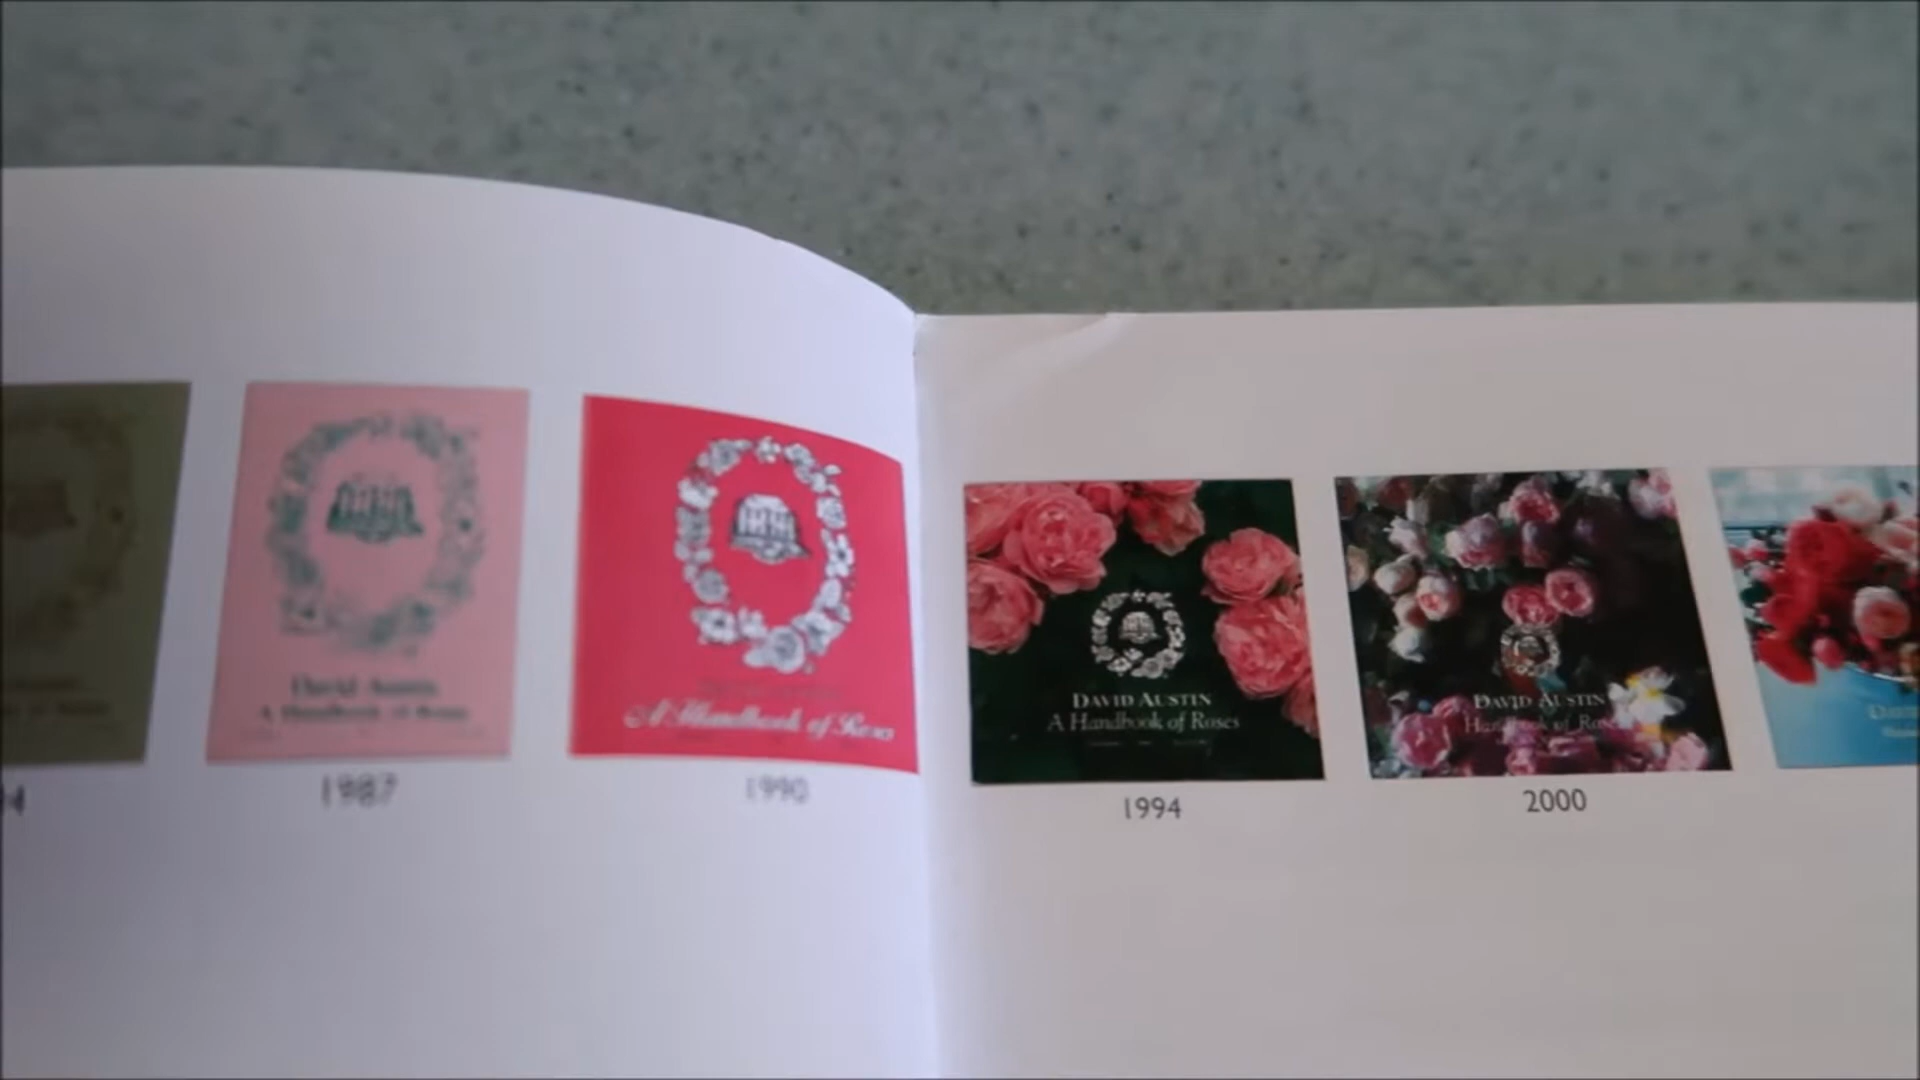 David Austin
A Handbook of Roses
1987
A Handbook of Roses
1990
DAVID AUSTIN
A Handbook of Roses
1994
DAVID AUSTIN
Handbook of Roses
2000